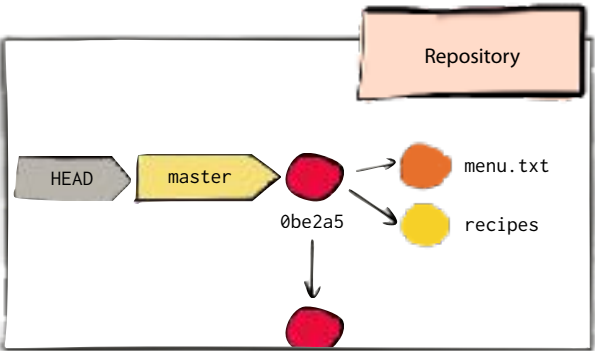 Repository
HEAD
master
menu.txt
0be2a5
recipes